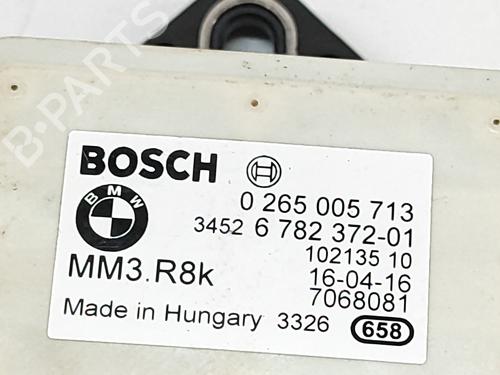 B-PARTS
BOSCH
BMW
0 265 005 713
3452 6 782 372-01
102135 10
MM3.R8k
16-04-16
7068081
Made in Hungary 3326 658